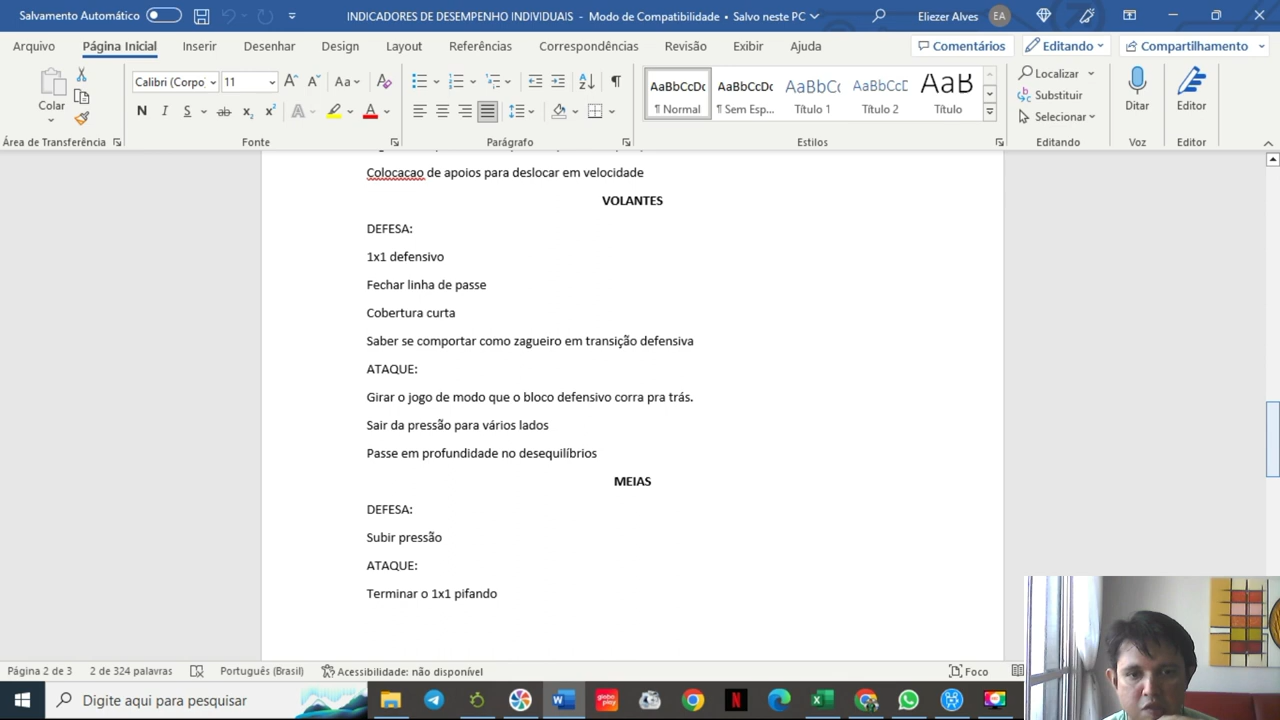 Salvamento Automático
INDICADORES DE DESEMPENHO INDIVIDUAIS - Modo de Compatibilidade • Salvo neste PC
Eliezer Alves
EA
Arquivo
Página Inicial
Inserir
Desenhar
Design
Layout
Referências
Correspondências
Revisão
Exibir
Ajuda
Comentários
Editando
Compartilhamento
Colar
Calibri (Corpo
11
Área de Transferência
Fonte
Parágrafo
AaBbCcDc
¶ Normal
AaBbCcDc
¶ Sem Esp...
AaBbCc
Título 1
AaBbCcD
Título 2
AaB
Título
Estilos
Localizar
Substituir
Selecionar
Editando
Ditar
Voz
Editor
Editor
Colocacao de apoios para deslocar em velocidade
VOLANTES
DEFESA:
1x1 defensivo
Fechar linha de passe
Cobertura curta
Saber se comportar como zagueiro em transição defensiva
ATAQUE:
Girar o jogo de modo que o bloco defensivo corra pra trás.
Sair da pressão para vários lados
Passe em profundidade no desequilíbrios
MEIAS
DEFESA:
Subir pressão
ATAQUE:
Terminar o 1x1 pifando
Página 2 de 3
2 de 324 palavras
Português (Brasil)
Acessibilidade: não disponível
Foco
Digite aqui para pesquisar